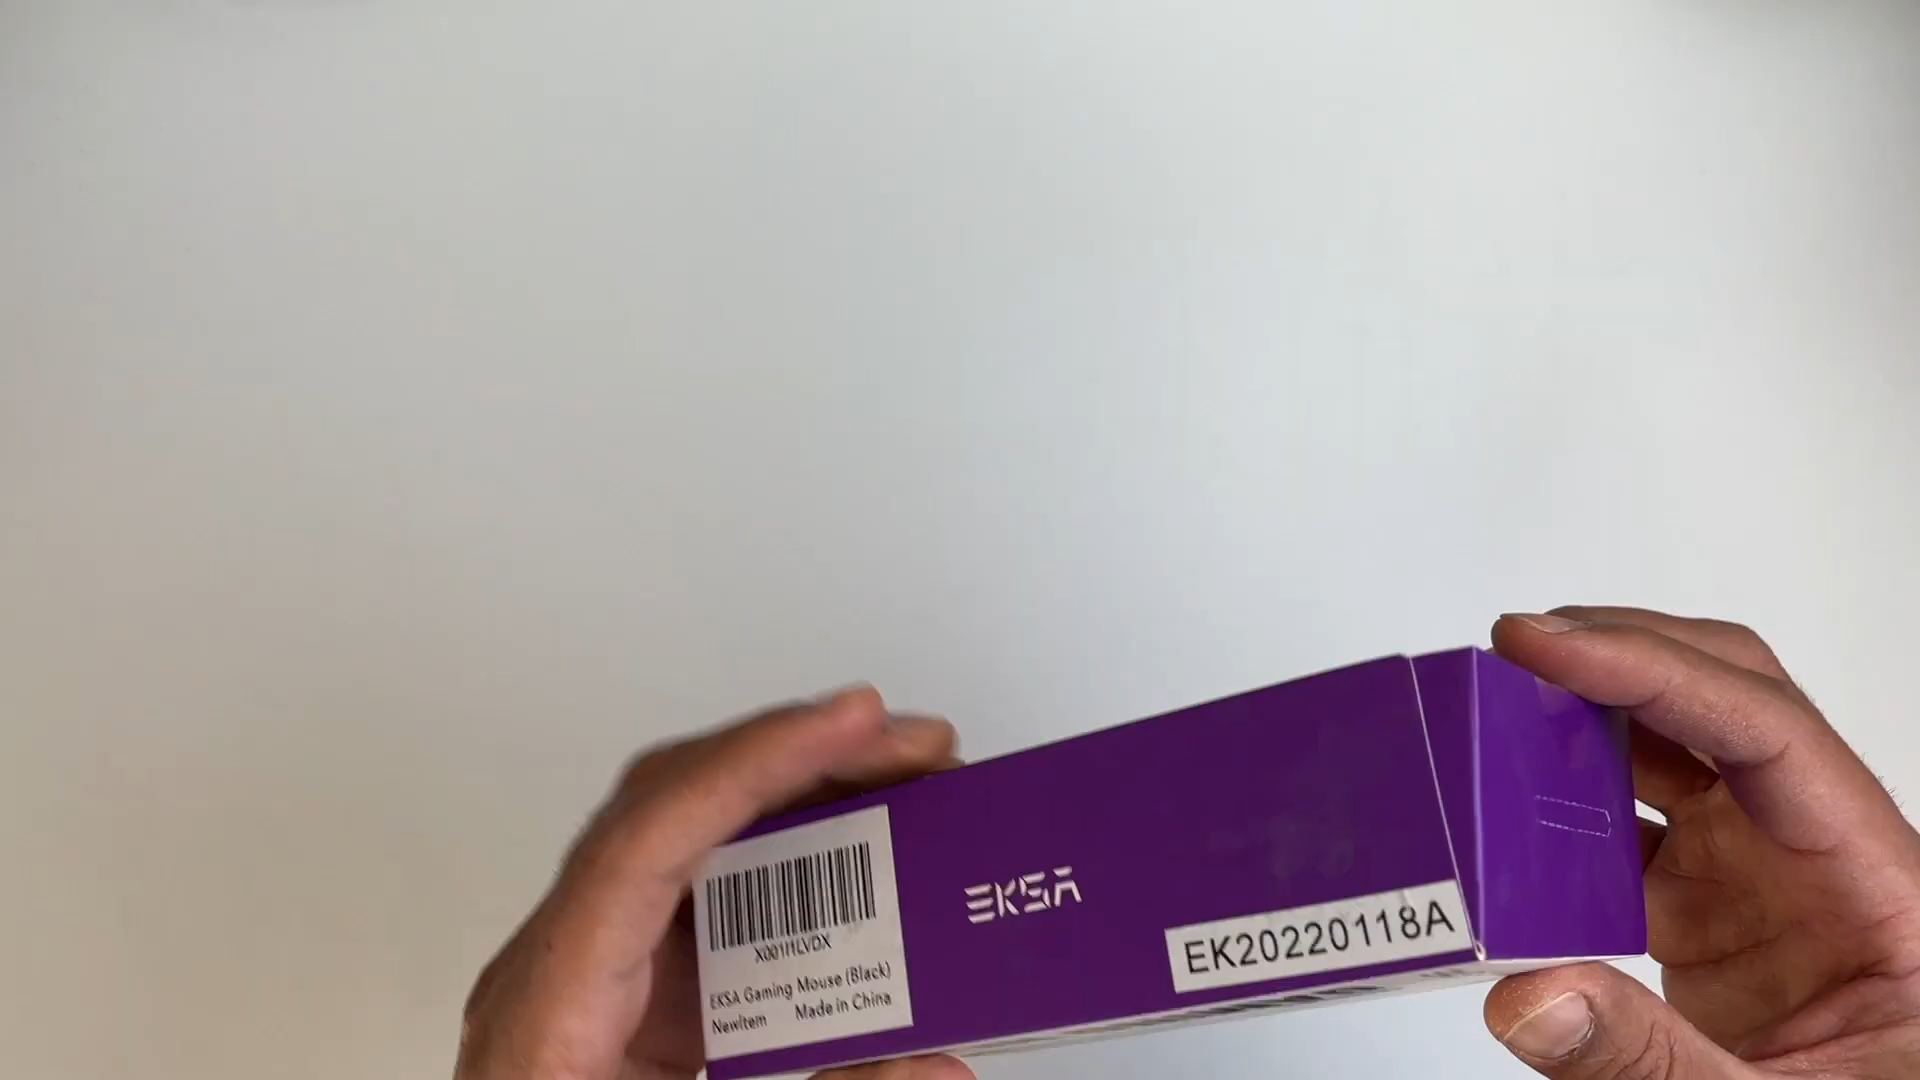 X001I1LVDX
EKSA Gaming Mouse (Black)
NewItem Made in China
EKSA
EK20220118A